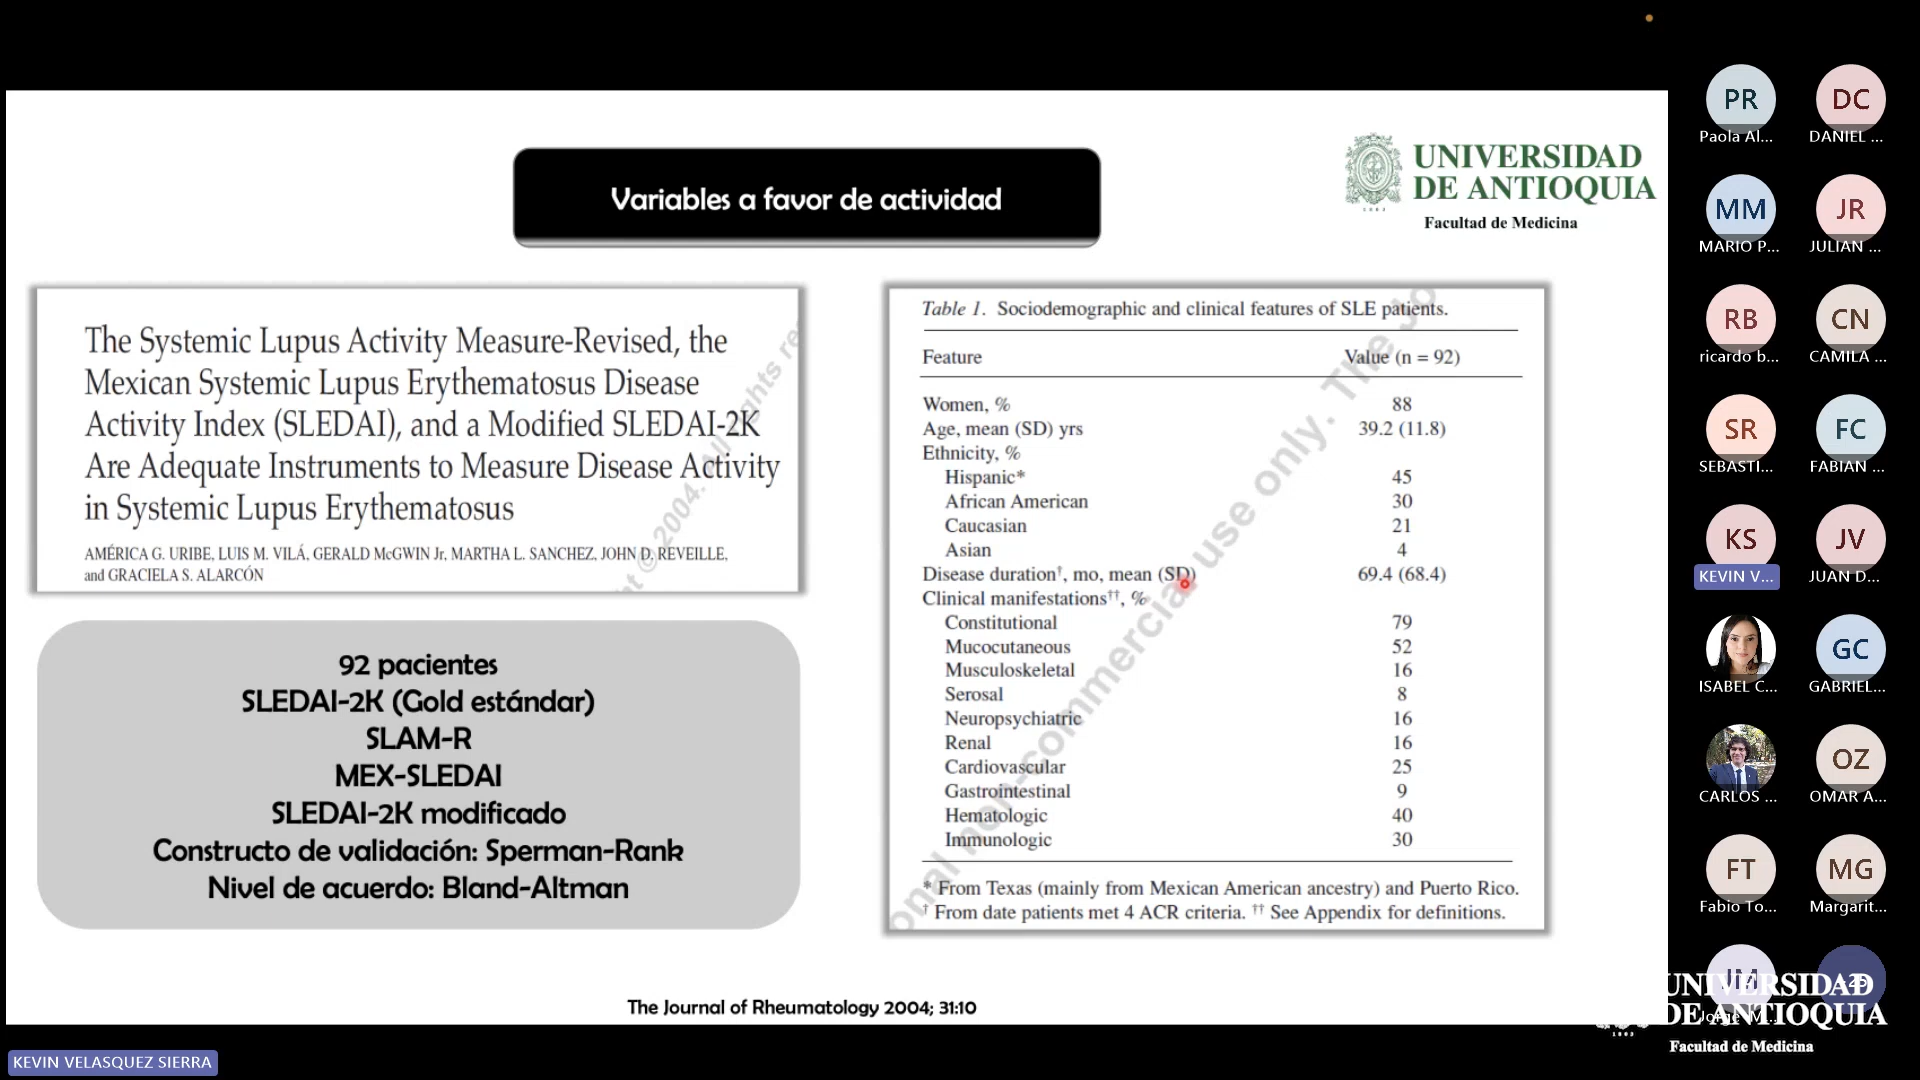 Variables a favor de actividad
UNIVERSIDAD
DE ANTIOQUIA
1803
Facultad de Medicina
The Systemic Lupus Activity Measure-Revised, the
Mexican Systemic Lupus Erythematosus Disease
Activity Index (SLEDAI), and a Modified SLEDAI-2K
Are Adequate Instruments to Measure Disease Activity
in Systemic Lupus Erythematosus
AMÉRICA G. URIBE, LUIS M. VILÁ, GERALD McGWIN Jr, MARTHA L. SANCHEZ, JOHN D. REVEILLE,
and GRACIELA S. ALARCÓN
92 pacientes
SLEDAI-2K (Gold estándar)
SLAM-R
MEX-SLEDAI
SLEDAI-2K modificado
Constructo de validación: Sperman-Rank
Nivel de acuerdo: Bland-Altman
Table 1. Sociodemographic and clinical features of SLE patients.
Feature Value (n = 92)
Women, % 88
Age, mean (SD) yrs 39.2 (11.8)
Ethnicity, %
Hispanic* 45
African American 30
Caucasian 21
Asian 4
Disease duration†, mo, mean (SD) 69.4 (68.4)
Clinical manifestations††, %
Constitutional 79
Mucocutaneous 52
Musculoskeletal 16
Serosal 8
Neuropsychiatric 16
Renal 16
Cardiovascular 25
Gastrointestinal 9
Hematologic 40
Immunologic 30
* From Texas (mainly from Mexican American ancestry) and Puerto Rico.
† From date patients met 4 ACR criteria. †† See Appendix for definitions.
The Journal of Rheumatology 2004; 31:10
KEVIN VELASQUEZ SIERRA
PR DC
Paola Al... DANIEL ...
MM JR
MARIO P... JULIAN ...
RB CN
ricardo b... CAMILA ...
SR FC
SEBASTI... FABIAN ...
KS JV
KEVIN V... JUAN D...
GC
ISABEL C... GABRIEL...
OZ
CARLOS ... OMAR A...
FT MG
Fabio To... Margarit...
JM
UNIVERSIDAD
DE ANTIOQUIA
1803
Facultad de Medicina